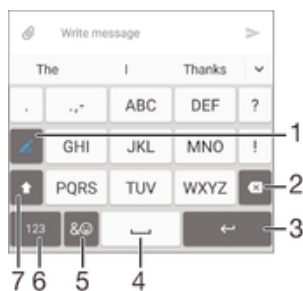 Write message
The I Thanks
. .,- ABC DEF ?
GHI JKL MNO ! 1
PQRS TUV WXYZ 2
123 &☺ 3
7 6 5 4